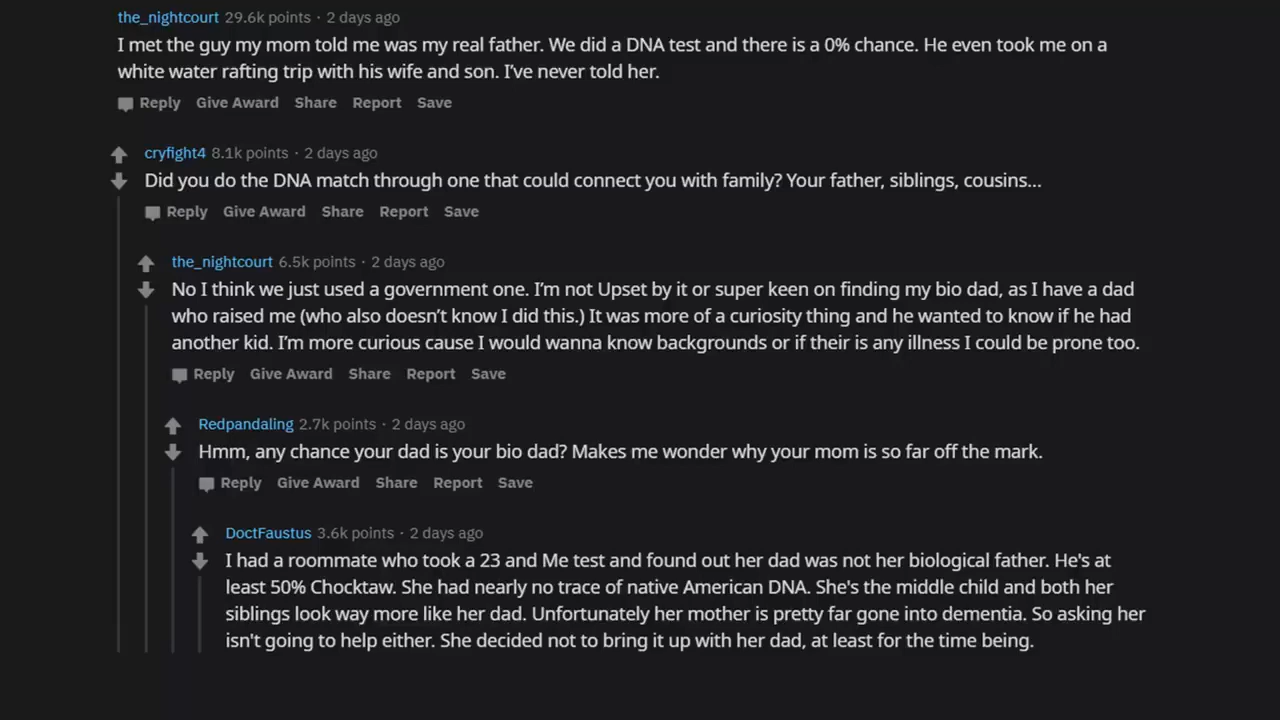 the_nightcourt 29.6k points · 2 days ago
I met the guy my mom told me was my real father. We did a DNA test and there is a 0% chance. He even took me on a
white water rafting trip with his wife and son. I’ve never told her.
Reply Give Award Share Report Save
cryfight4 8.1k points · 2 days ago
Did you do the DNA match through one that could connect you with family? Your father, siblings, cousins...
Reply Give Award Share Report Save
the_nightcourt 6.5k points · 2 days ago
No I think we just used a government one. I’m not Upset by it or super keen on finding my bio dad, as I have a dad
who raised me (who also doesn’t know I did this.) It was more of a curiosity thing and he wanted to know if he had
another kid. I’m more curious cause I would wanna know backgrounds or if their is any illness I could be prone too.
Reply Give Award Share Report Save
Redpandaling 2.7k points · 2 days ago
Hmm, any chance your dad is your bio dad? Makes me wonder why your mom is so far off the mark.
Reply Give Award Share Report Save
DoctFaustus 3.6k points · 2 days ago
I had a roommate who took a 23 and Me test and found out her dad was not her biological father. He's at
least 50% Chocktaw. She had nearly no trace of native American DNA. She's the middle child and both her
siblings look way more like her dad. Unfortunately her mother is pretty far gone into dementia. So asking her
isn't going to help either. She decided not to bring it up with her dad, at least for the time being.